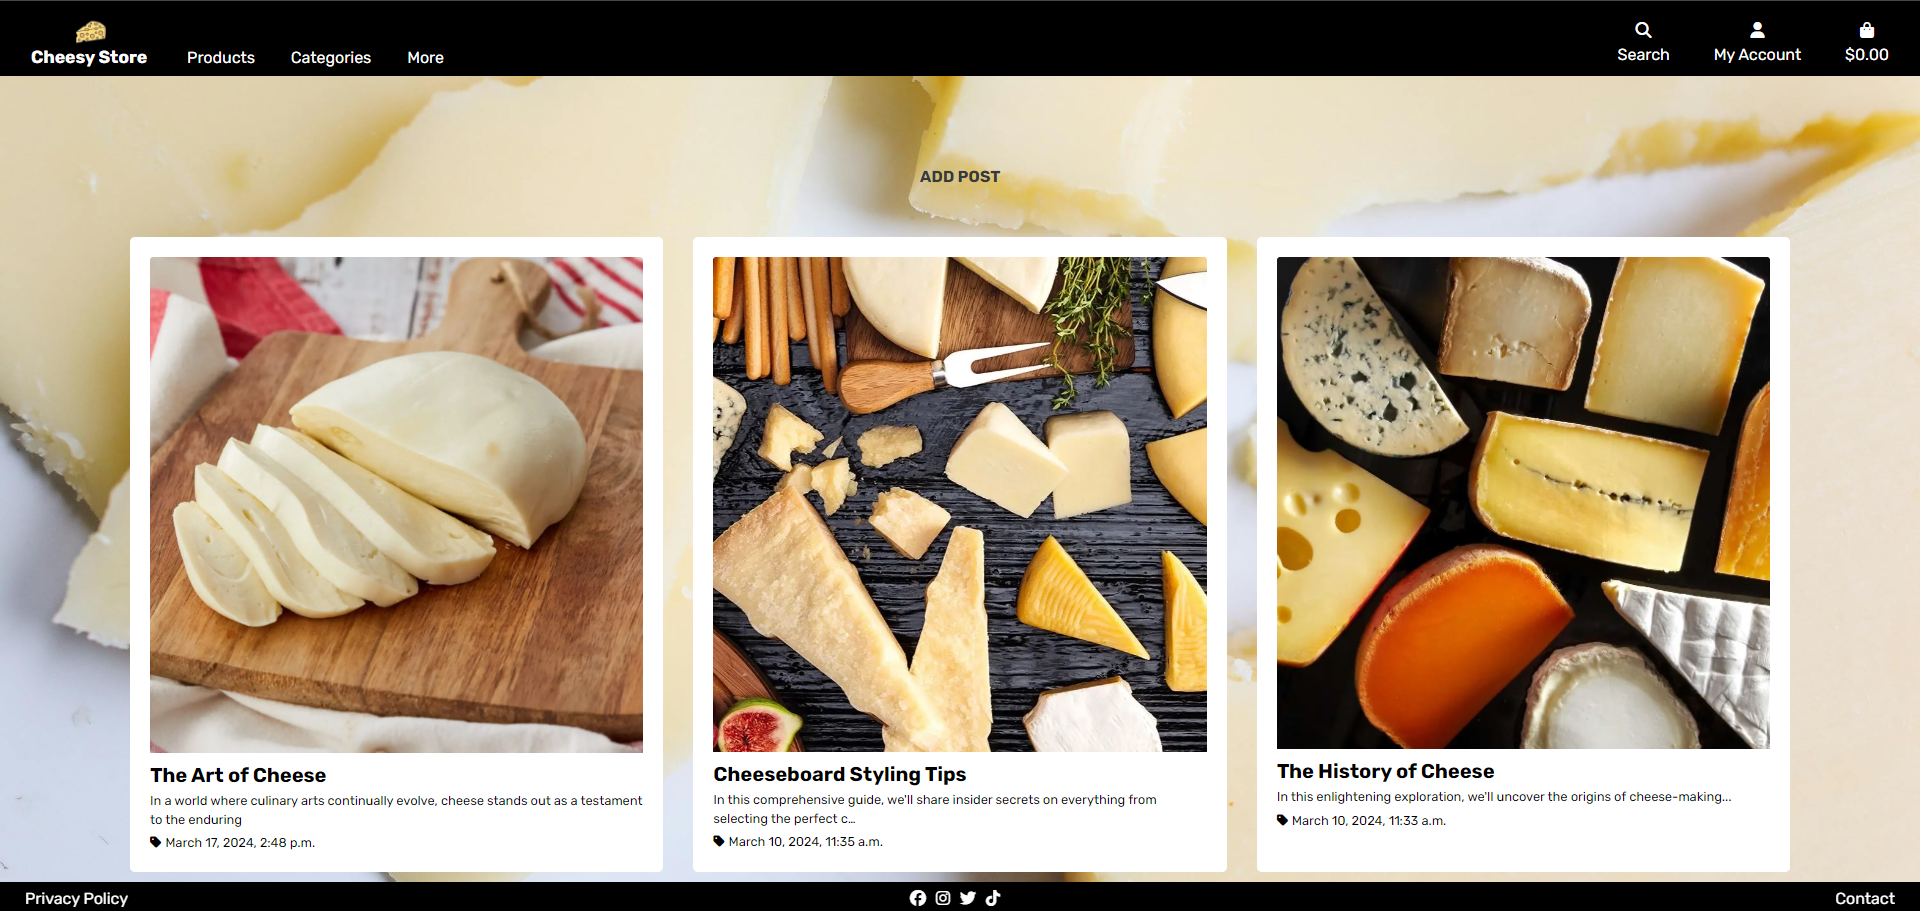 Cheesy Store
Products
Categories
More
Search
My Account
$0.00
ADD POST
The Art of Cheese
In a world where culinary arts continually evolve, cheese stands out as a testament
to the enduring
March 17, 2024, 2:48 p.m.
Cheeseboard Styling Tips
In this comprehensive guide, we'll share insider secrets on everything from
selecting the perfect c…
March 10, 2024, 11:35 a.m.
The History of Cheese
In this enlightening exploration, we'll uncover the origins of cheese-making...
March 10, 2024, 11:33 a.m.
Privacy Policy
Contact